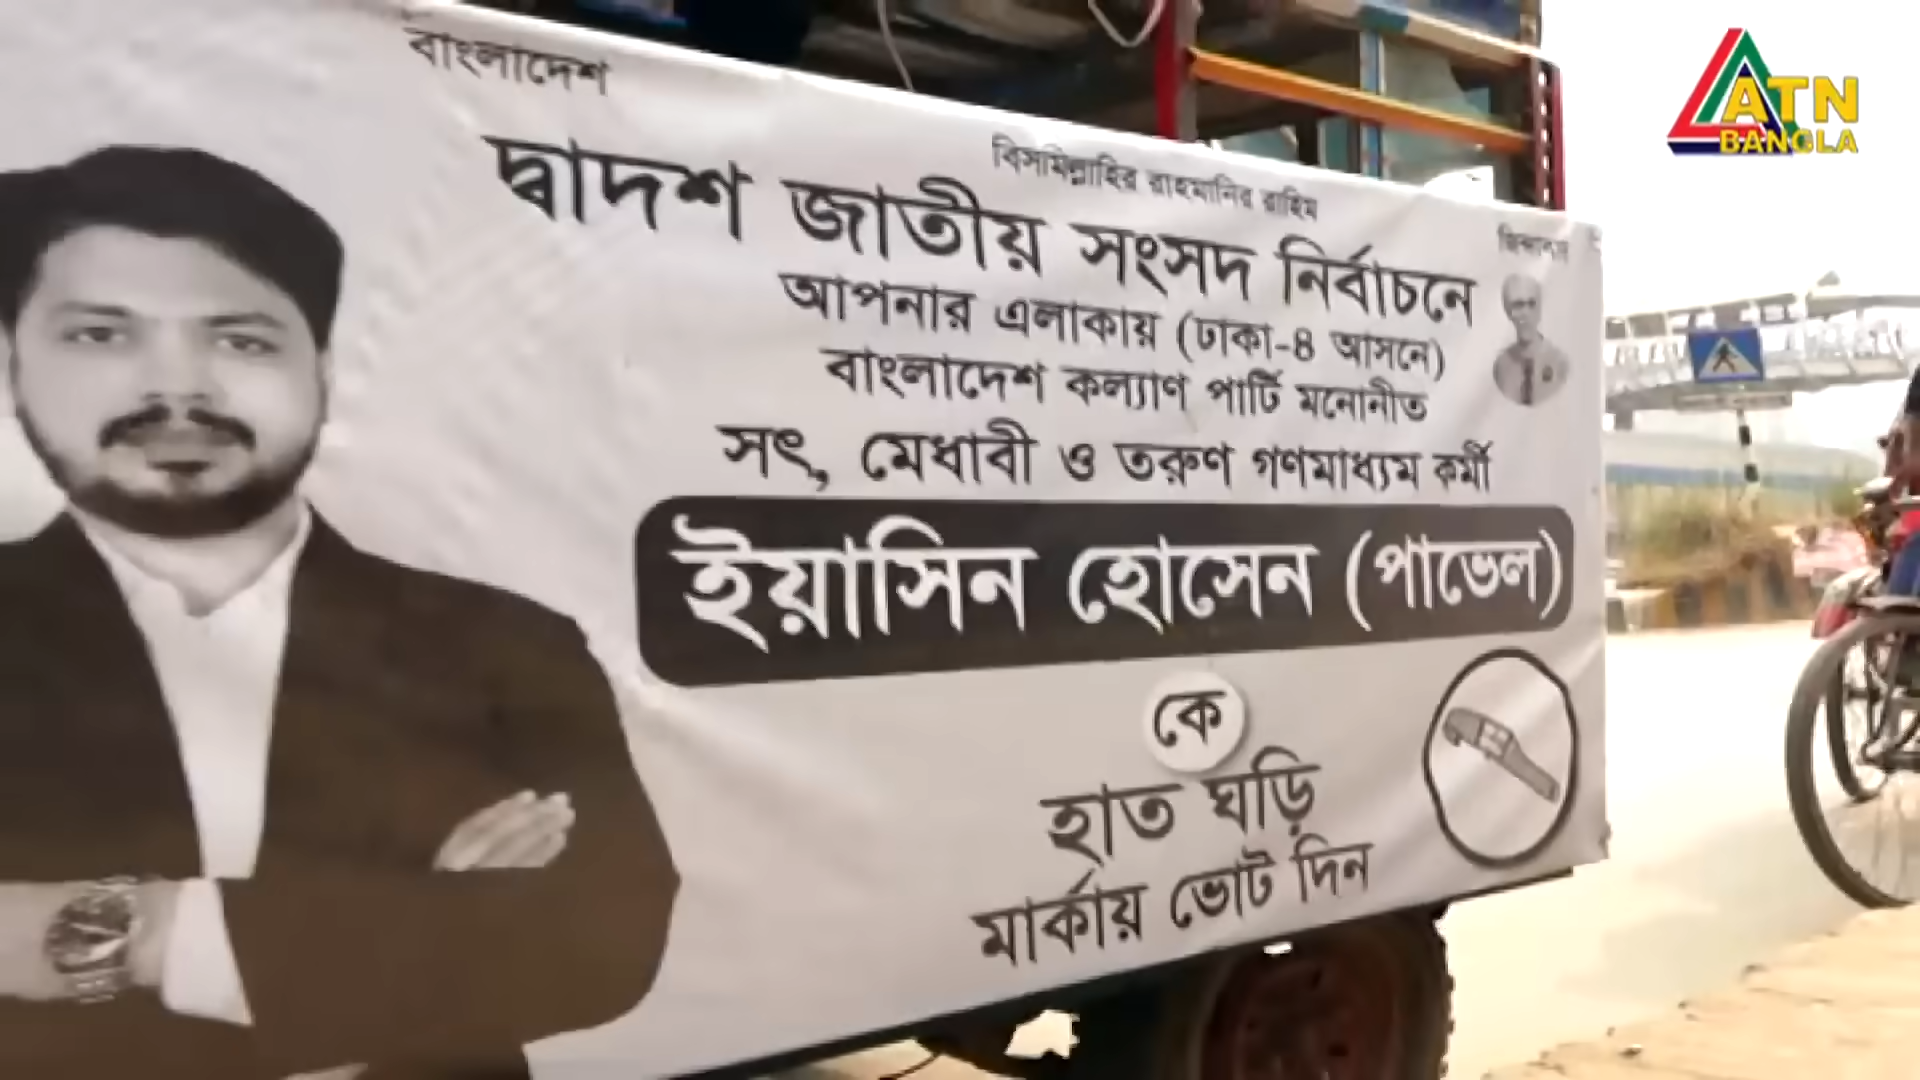 বাংলাদেশ
বিসমিল্লাহির রাহমানির রাহিম
জিন্দাবাদ
দ্বাদশ জাতীয় সংসদ নির্বাচনে
আপনার এলাকায় (ঢাকা-৪ আসনে)
বাংলাদেশ কল্যাণ পার্টি মনোনীত
সৎ, মেধাবী ও তরুণ গণমাধ্যম কর্মী
ইয়াসিন হোসেন (পাভেল)
কে
হাত ঘড়ি
মার্কায় ভোট দিন
ATN
BANGLA